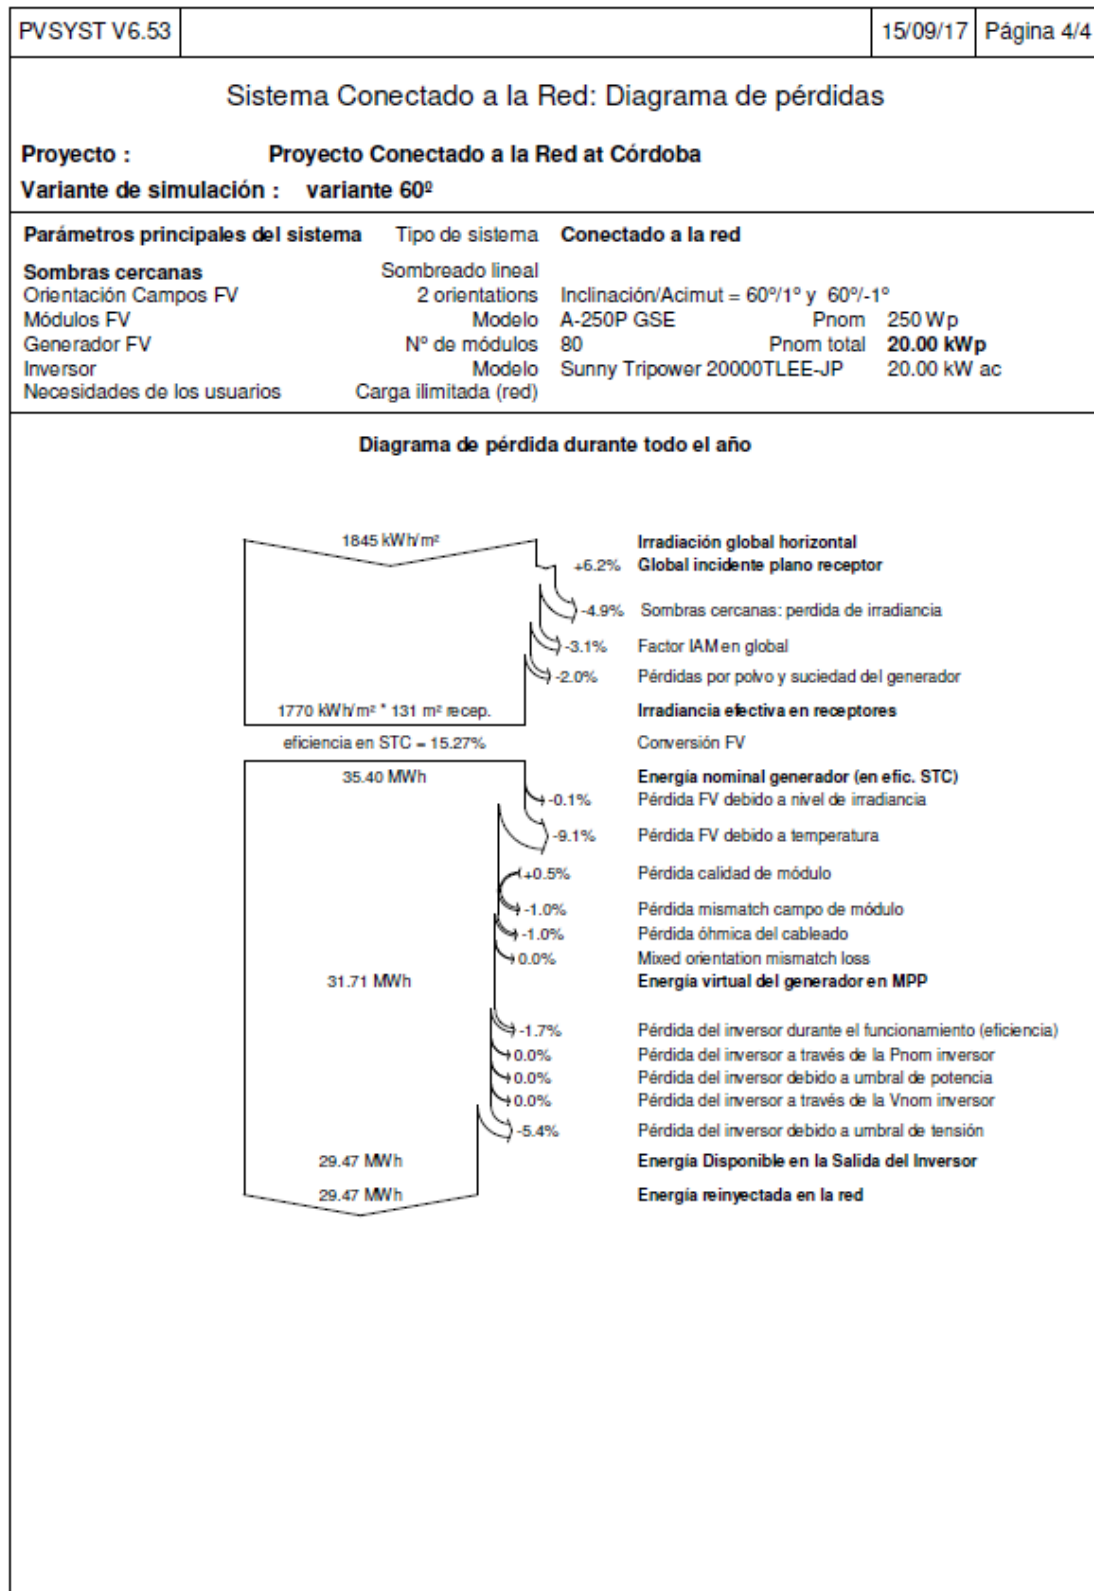 PVSYST V6.53 15/09/17 Página 4/4
Sistema Conectado a la Red: Diagrama de pérdidas
Proyecto : Proyecto Conectado a la Red at Córdoba
Variante de simulación : variante 60º
Parámetros principales del sistema Tipo de sistema Conectado a la red
Sombras cercanas Sombreado lineal
Orientación Campos FV 2 orientations Inclinación/Acimut = 60º/1º y 60º/-1º
Módulos FV Modelo A-250P GSE Pnom 250 Wp
Generador FV Nº de módulos 80 Pnom total 20.00 kWp
Inversor Modelo Sunny Tripower 20000TLEE-JP 20.00 kW ac
Necesidades de los usuarios Carga ilimitada (red)
Diagrama de pérdida durante todo el año
1845 kWh/m² Irradiación global horizontal
+6.2% Global incidente plano receptor
-4.9% Sombras cercanas: perdida de irradiancia
-3.1% Factor IAM en global
-2.0% Pérdidas por polvo y suciedad del generador
1770 kWh/m² * 131 m² recep. Irradiancia efectiva en receptores
eficiencia en STC = 15.27% Conversión FV
35.40 MWh Energía nominal generador (en efic. STC)
-0.1% Pérdida FV debido a nivel de irradiancia
-9.1% Pérdida FV debido a temperatura
+0.5% Pérdida calidad de módulo
-1.0% Pérdida mismatch campo de módulo
-1.0% Pérdida óhmica del cableado
0.0% Mixed orientation mismatch loss
31.71 MWh Energía virtual del generador en MPP
-1.7% Pérdida del inversor durante el funcionamiento (eficiencia)
0.0% Pérdida del inversor a través de la Pnom inversor
0.0% Pérdida del inversor debido a umbral de potencia
0.0% Pérdida del inversor a través de la Vnom inversor
-5.4% Pérdida del inversor debido a umbral de tensión
29.47 MWh Energía Disponible en la Salida del Inversor
29.47 MWh Energía reinyectada en la red